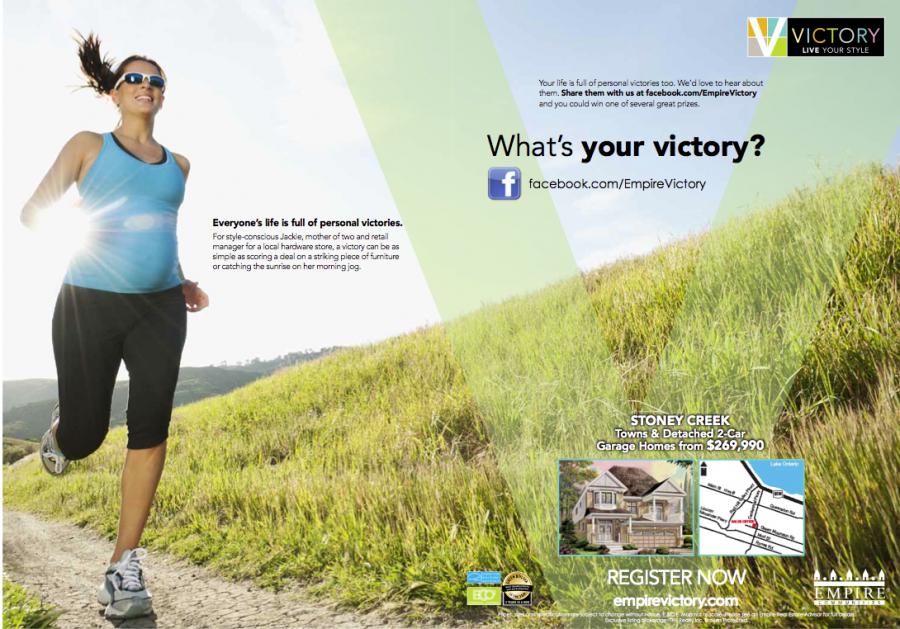 VICTORY
LIVE YOUR STYLE
Your life is full of personal victories too. We'd love to hear about
them. Share them with us at facebook.com/EmpireVictory
and you could win one of several great prizes.
What's your victory?
f facebook.com/EmpireVictory
Everyone's life is full of personal victories.
For style-conscious Jackie, mother of two and retail
manager for a local hardware store, a victory can be as
simple as scoring a deal on a striking piece of furniture
or catching the sunrise on her morning jog.
STONEY CREEK
Towns & Detached 2-Car
Garage Homes from $269,990
Lake Ontario
REGISTER NOW
empirevictory.com
EMPIRE
COMMUNITIES